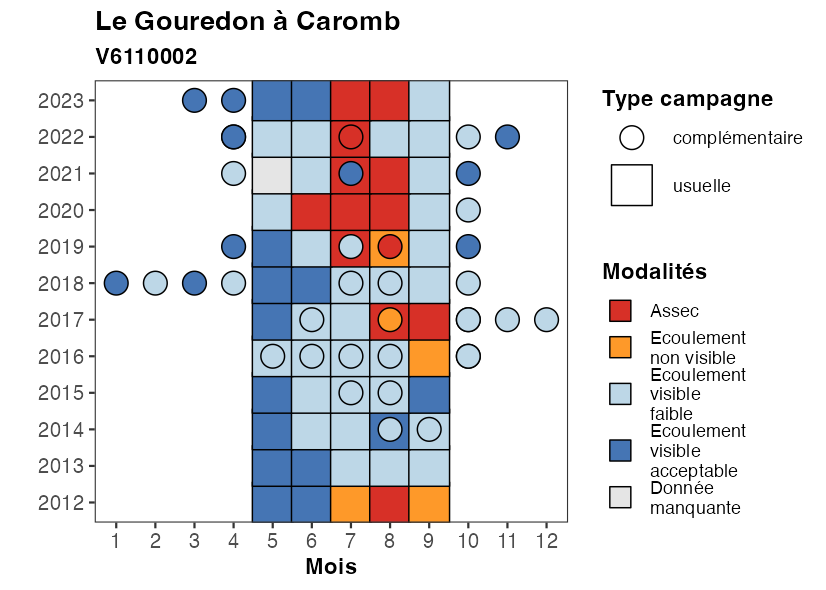 Le Gouredon à Caromb
V6110002
2023
2022
2021
2020
2019
2018
2017
2016
2015
2014
2013
2012
1 2 3 4 5 6 7 8 9 10 11 12
Mois
Type campagne
complémentaire
usuelle
Modalités
Assec
Ecoulement
non visible
Ecoulement
visible
faible
Ecoulement
visible
acceptable
Donnée
manquante